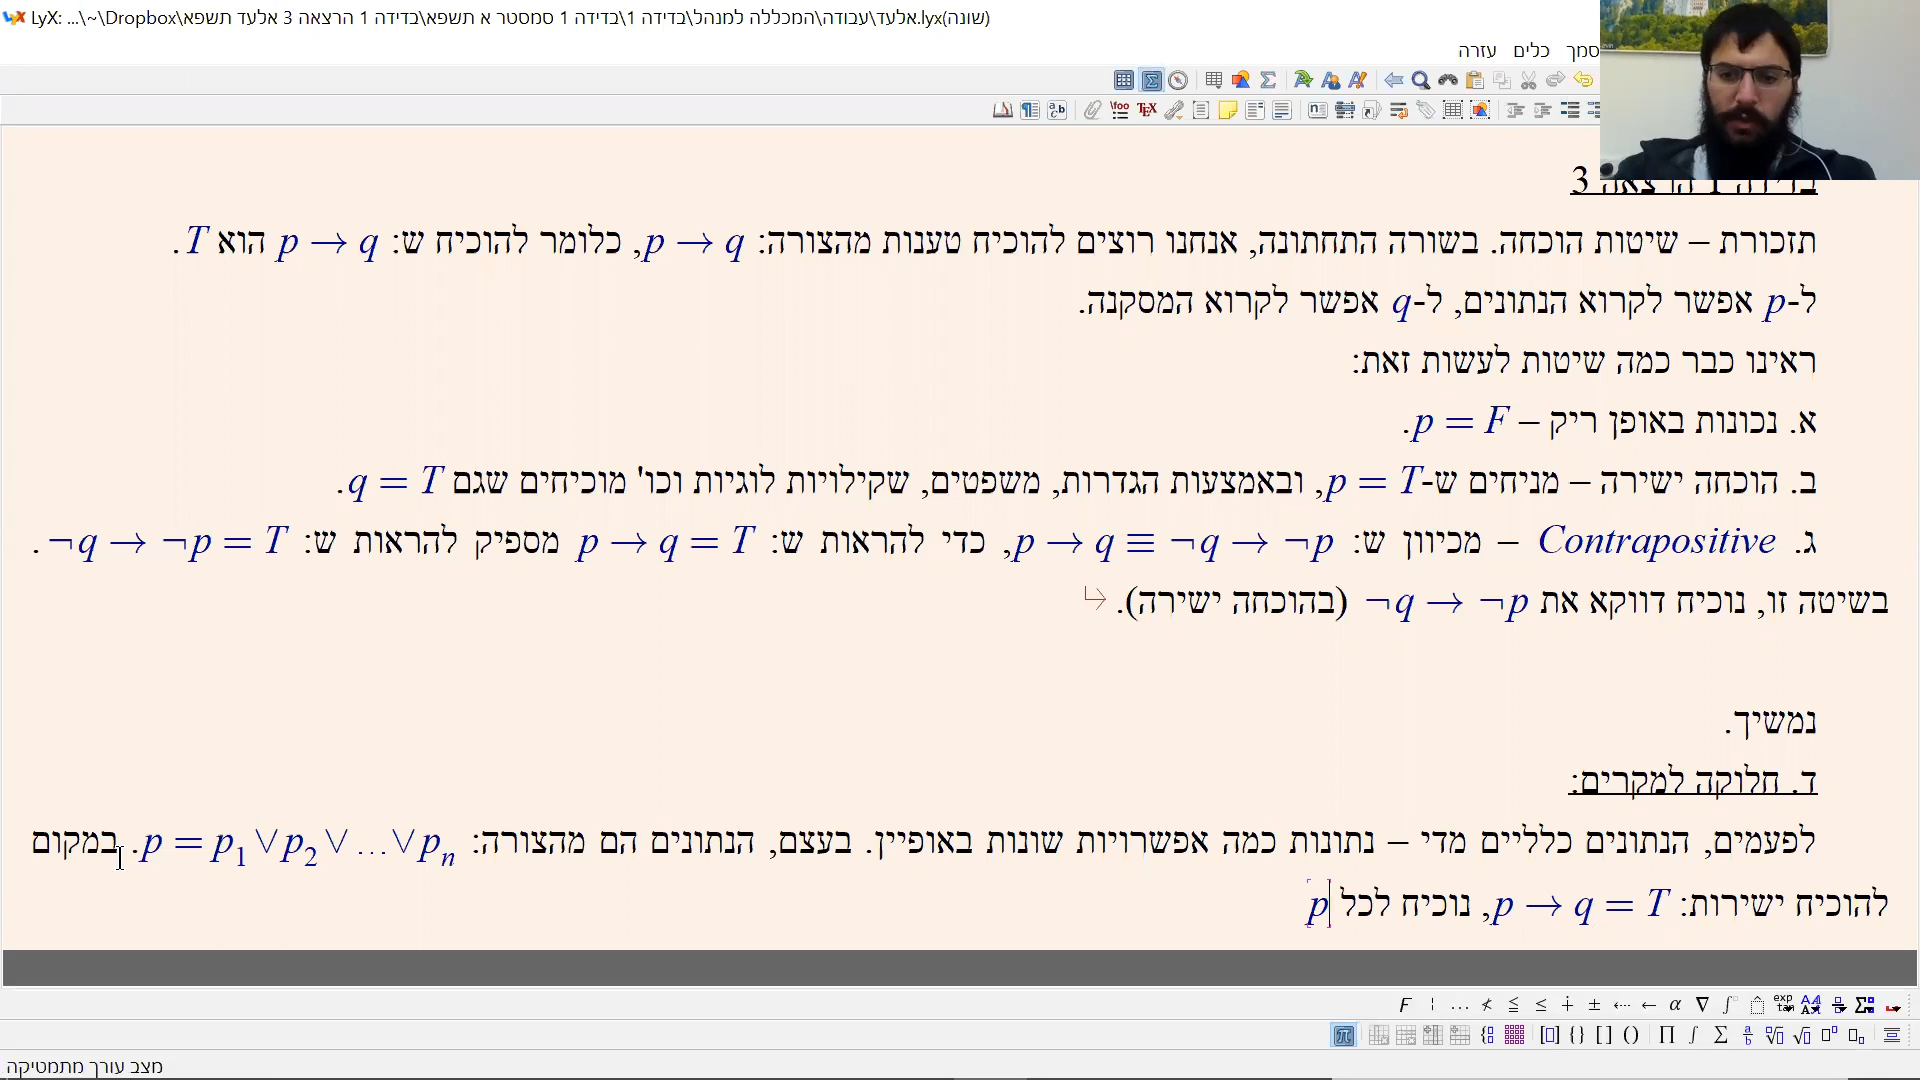 LyX: ...\~\Dropbox\אלעד\עבודה\המכללה למנהל\בדידה 1\בדידה 1 סמסטר א תשפא\בדידה 1 הרצאה 3 אלעד תשפא.lyx(שונה)
סמך כלים עזרה
בדידה 1 הרצאה 3
תזכורת – שיטות הוכחה. בשורה התחתונה, אנחנו רוצים להוכיח טענות מהצורה: p → q, כלומר להוכיח ש: p → q הוא T.
ל-p אפשר לקרוא הנתונים, ל-q אפשר לקרוא המסקנה.
ראינו כבר כמה שיטות לעשות זאת:
א. נכונות באופן ריק – p = F.
ב. הוכחה ישירה – מניחים ש-p = T, ובאמצעות הגדרות, משפטים, שקילויות לוגיות וכו' מוכיחים שגם q = T.
ג. Contrapositive – מכיוון ש: p → q ≡ ¬q → ¬p, כדי להראות ש: p → q = T מספיק להראות ש: ¬q → ¬p = T.
בשיטה זו, נוכיח דווקא את ¬q → ¬p (בהוכחה ישירה).
נמשיך.
ד. חלוקה למקרים:
לפעמים, הנתונים כלליים מדי – נתונות כמה אפשרויות שונות באופיין. בעצם, הנתונים הם מהצורה: p = p₁ ∨ p₂ ∨ … ∨ pₙ. במקום
להוכיח ישירות: p → q = T, נוכיח לכל p
מצב עורך מתמטיקה